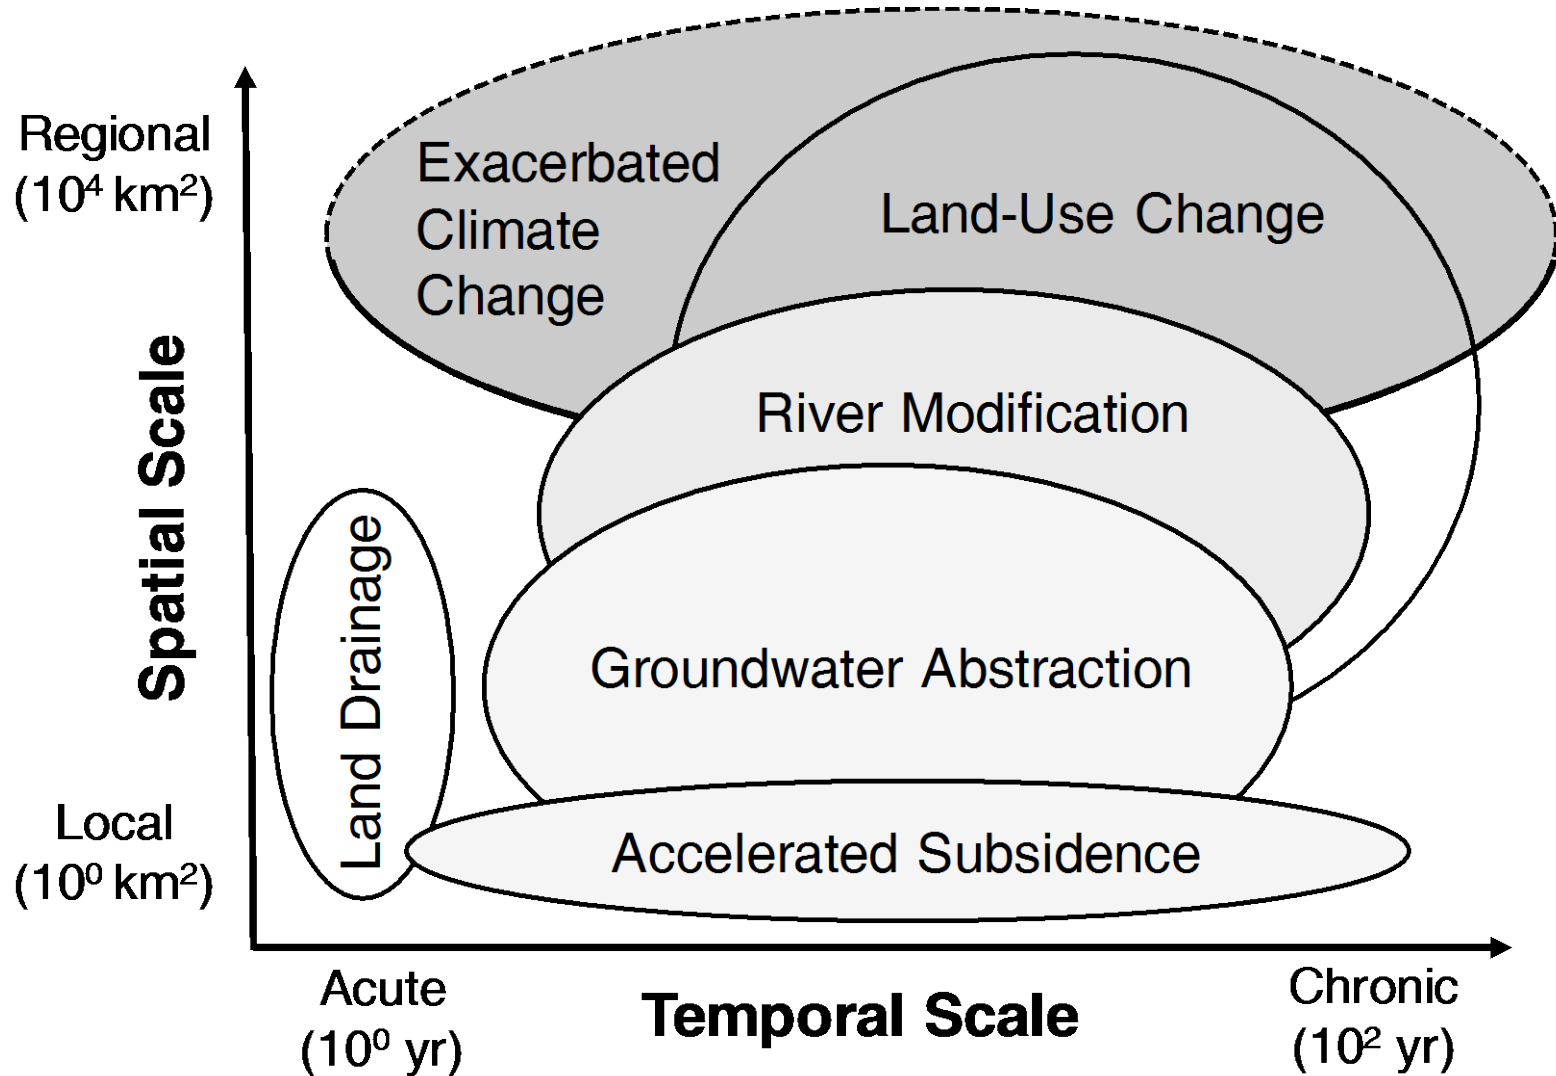 Regional
(10⁴ km²)
Exacerbated
Climate
Change
Land-Use Change
River Modification
Spatial Scale
Land Drainage
Groundwater Abstraction
Local
(10⁰ km²)
Accelerated Subsidence
Acute
(10⁰ yr)
Temporal Scale
Chronic
(10² yr)